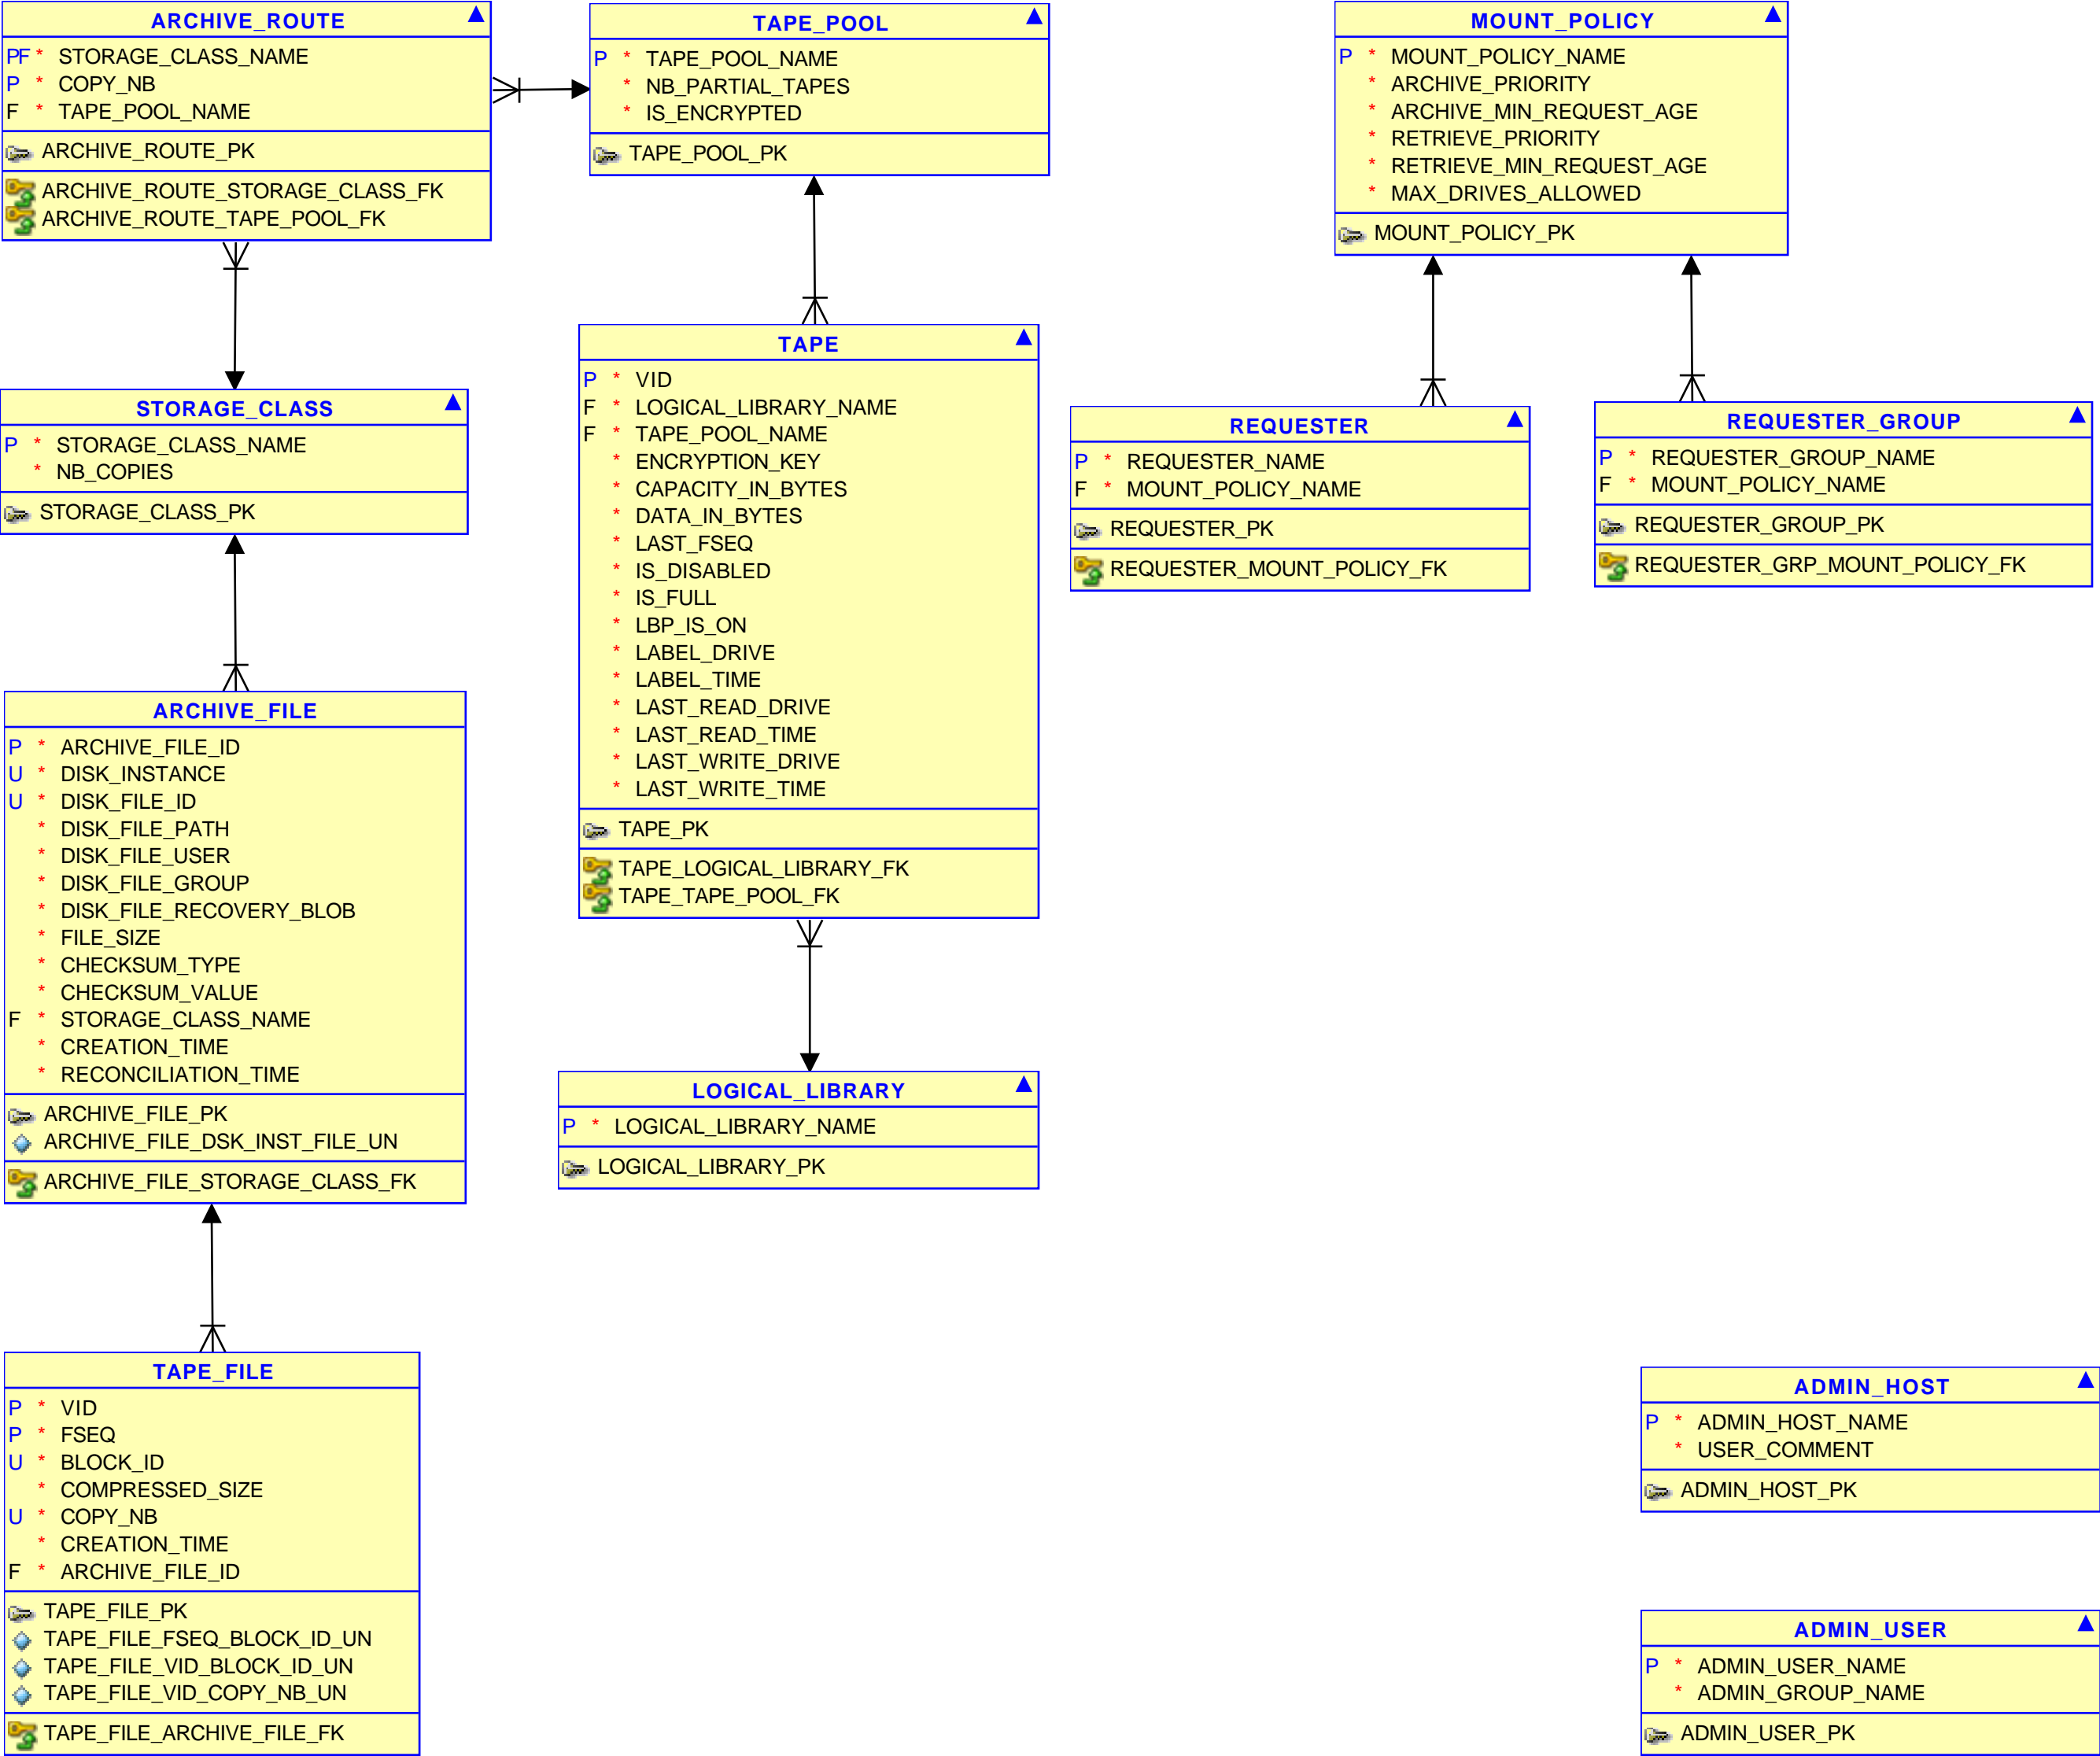 ARCHIVE_ROUTE
PF * STORAGE_CLASS_NAME
P * COPY_NB
F * TAPE_POOL_NAME
ARCHIVE_ROUTE_PK
ARCHIVE_ROUTE_STORAGE_CLASS_FK
ARCHIVE_ROUTE_TAPE_POOL_FK
TAPE_POOL
P * TAPE_POOL_NAME
* NB_PARTIAL_TAPES
* IS_ENCRYPTED
TAPE_POOL_PK
MOUNT_POLICY
P * MOUNT_POLICY_NAME
* ARCHIVE_PRIORITY
* ARCHIVE_MIN_REQUEST_AGE
* RETRIEVE_PRIORITY
* RETRIEVE_MIN_REQUEST_AGE
* MAX_DRIVES_ALLOWED
MOUNT_POLICY_PK
STORAGE_CLASS
P * STORAGE_CLASS_NAME
* NB_COPIES
STORAGE_CLASS_PK
TAPE
P * VID
F * LOGICAL_LIBRARY_NAME
F * TAPE_POOL_NAME
* ENCRYPTION_KEY
* CAPACITY_IN_BYTES
* DATA_IN_BYTES
* LAST_FSEQ
* IS_DISABLED
* IS_FULL
* LBP_IS_ON
* LABEL_DRIVE
* LABEL_TIME
* LAST_READ_DRIVE
* LAST_READ_TIME
* LAST_WRITE_DRIVE
* LAST_WRITE_TIME
TAPE_PK
TAPE_LOGICAL_LIBRARY_FK
TAPE_TAPE_POOL_FK
REQUESTER
P * REQUESTER_NAME
F * MOUNT_POLICY_NAME
REQUESTER_PK
REQUESTER_MOUNT_POLICY_FK
REQUESTER_GROUP
P * REQUESTER_GROUP_NAME
F * MOUNT_POLICY_NAME
REQUESTER_GROUP_PK
REQUESTER_GRP_MOUNT_POLICY_FK
ARCHIVE_FILE
P * ARCHIVE_FILE_ID
U * DISK_INSTANCE
U * DISK_FILE_ID
* DISK_FILE_PATH
* DISK_FILE_USER
* DISK_FILE_GROUP
* DISK_FILE_RECOVERY_BLOB
* FILE_SIZE
* CHECKSUM_TYPE
* CHECKSUM_VALUE
F * STORAGE_CLASS_NAME
* CREATION_TIME
* RECONCILIATION_TIME
ARCHIVE_FILE_PK
ARCHIVE_FILE_DSK_INST_FILE_UN
ARCHIVE_FILE_STORAGE_CLASS_FK
LOGICAL_LIBRARY
P * LOGICAL_LIBRARY_NAME
LOGICAL_LIBRARY_PK
TAPE_FILE
P * VID
P * FSEQ
U * BLOCK_ID
* COMPRESSED_SIZE
U * COPY_NB
* CREATION_TIME
F * ARCHIVE_FILE_ID
TAPE_FILE_PK
TAPE_FILE_FSEQ_BLOCK_ID_UN
TAPE_FILE_VID_BLOCK_ID_UN
TAPE_FILE_VID_COPY_NB_UN
TAPE_FILE_ARCHIVE_FILE_FK
ADMIN_HOST
P * ADMIN_HOST_NAME
* USER_COMMENT
ADMIN_HOST_PK
ADMIN_USER
P * ADMIN_USER_NAME
* ADMIN_GROUP_NAME
ADMIN_USER_PK